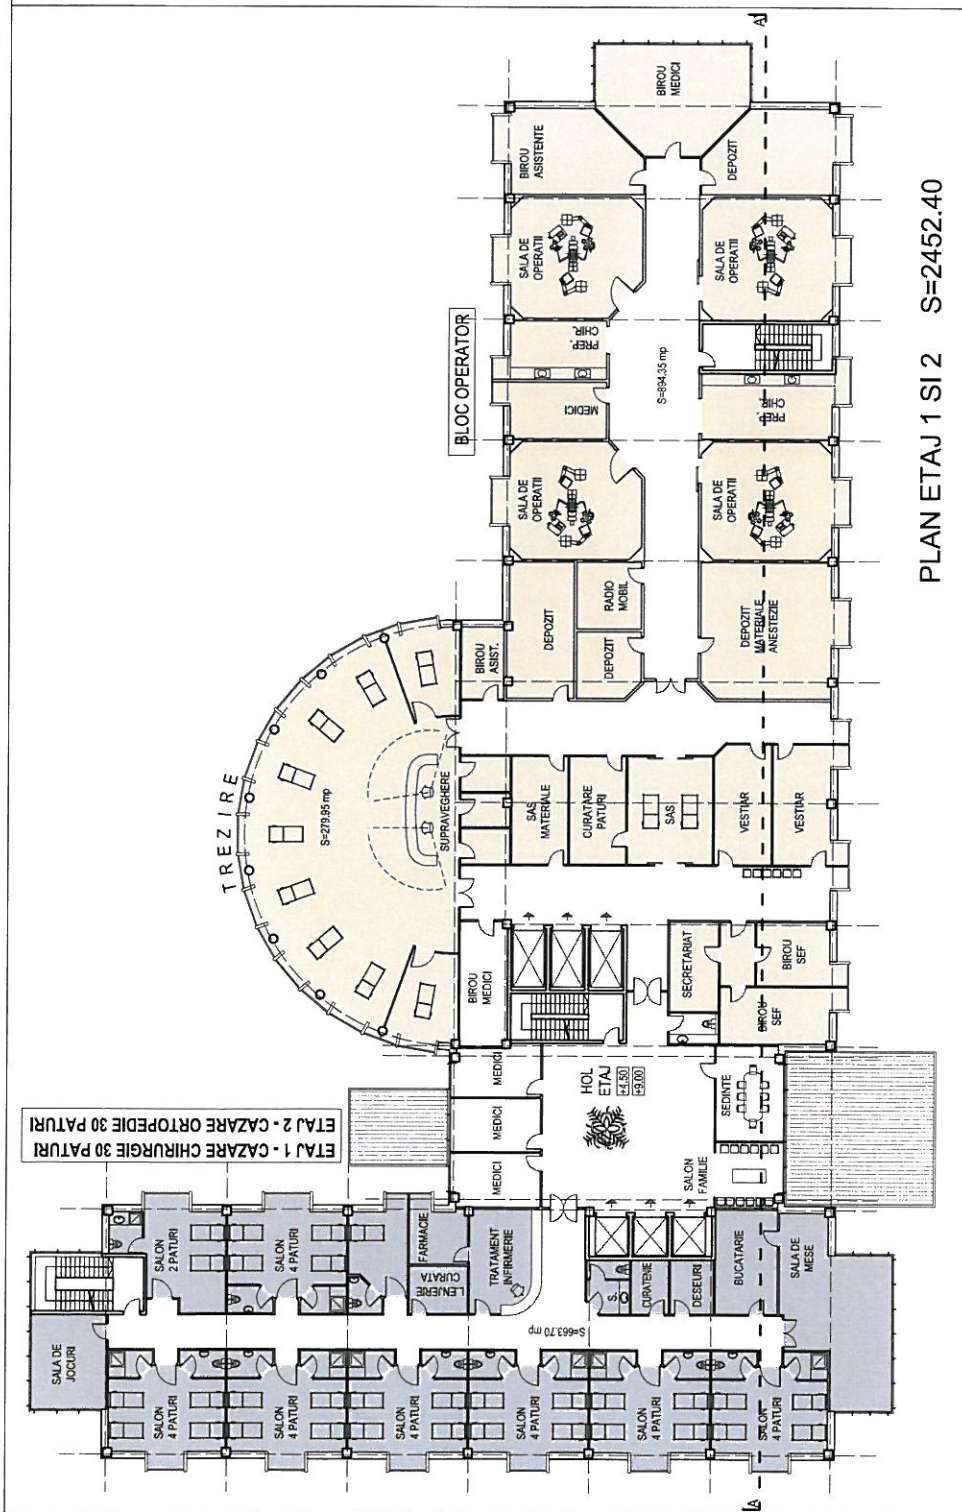 ETAJ 1 - CAZARE CHIRURGIE 30 PATURI
ETAJ 2 - CAZARE ORTOPEDIE 30 PATURI
SALA DE
JOCURI
SALON
2 PATURI
SALON
4 PATURI
FARMACIE
LENJERIE
CURATA
TRATAMENT
INFIRMERIE
S.
CURATENIE
DESEURI
BUCATARIE
SALA DE
MESE
S=663.70 mp
SALON
4 PATURI
SALON
4 PATURI
SALON
4 PATURI
SALON
4 PATURI
SALON
4 PATURI
SALON
4 PATURI
MEDICI
MEDICI
MEDICI
HOL
ETAJ
+4.50
+9.00
SALON
FAMILIE
SEDINTE
TREZIRE
S=279.95 mp
SUPRAVEGHERE
BIROU
MEDICI
SECRETARIAT
BIROU
SEF
BIROU
SEF
SAS
MATERIALE
CURATARE
PATURI
SAS
VESTIAR
VESTIAR
BIROU
ASIST.
BLOC OPERATOR
DEPOZIT
DEPOZIT
RADIO
MOBIL
DEPOZIT
MATERIALE
ANESTEZIE
SALA DE
OPERATII
SALA DE
OPERATII
MEDICI
PREP.
CHIR.
PREP.
CHIR.
S=894.35 mp
SALA DE
OPERATII
SALA DE
OPERATII
BIROU
ASISTENTE
BIROU
MEDICI
DEPOZIT
A
A
PLAN ETAJ 1 SI 2 S=2452.40